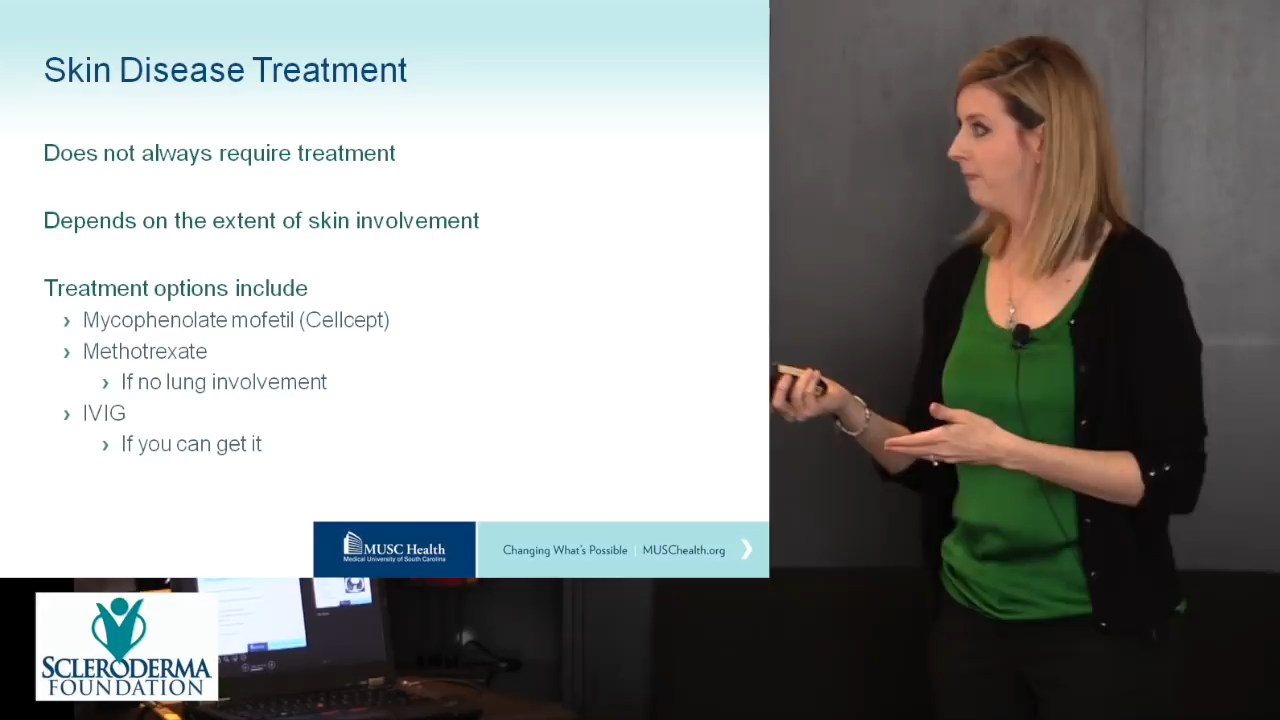 Skin Disease Treatment
Does not always require treatment
Depends on the extent of skin involvement
Treatment options include
› Mycophenolate mofetil (Cellcept)
› Methotrexate
› If no lung involvement
› IVIG
› If you can get it
MUSC Health
Medical University of South Carolina
Changing What's Possible | MUSChealth.org
SCLERODERMA
FOUNDATION